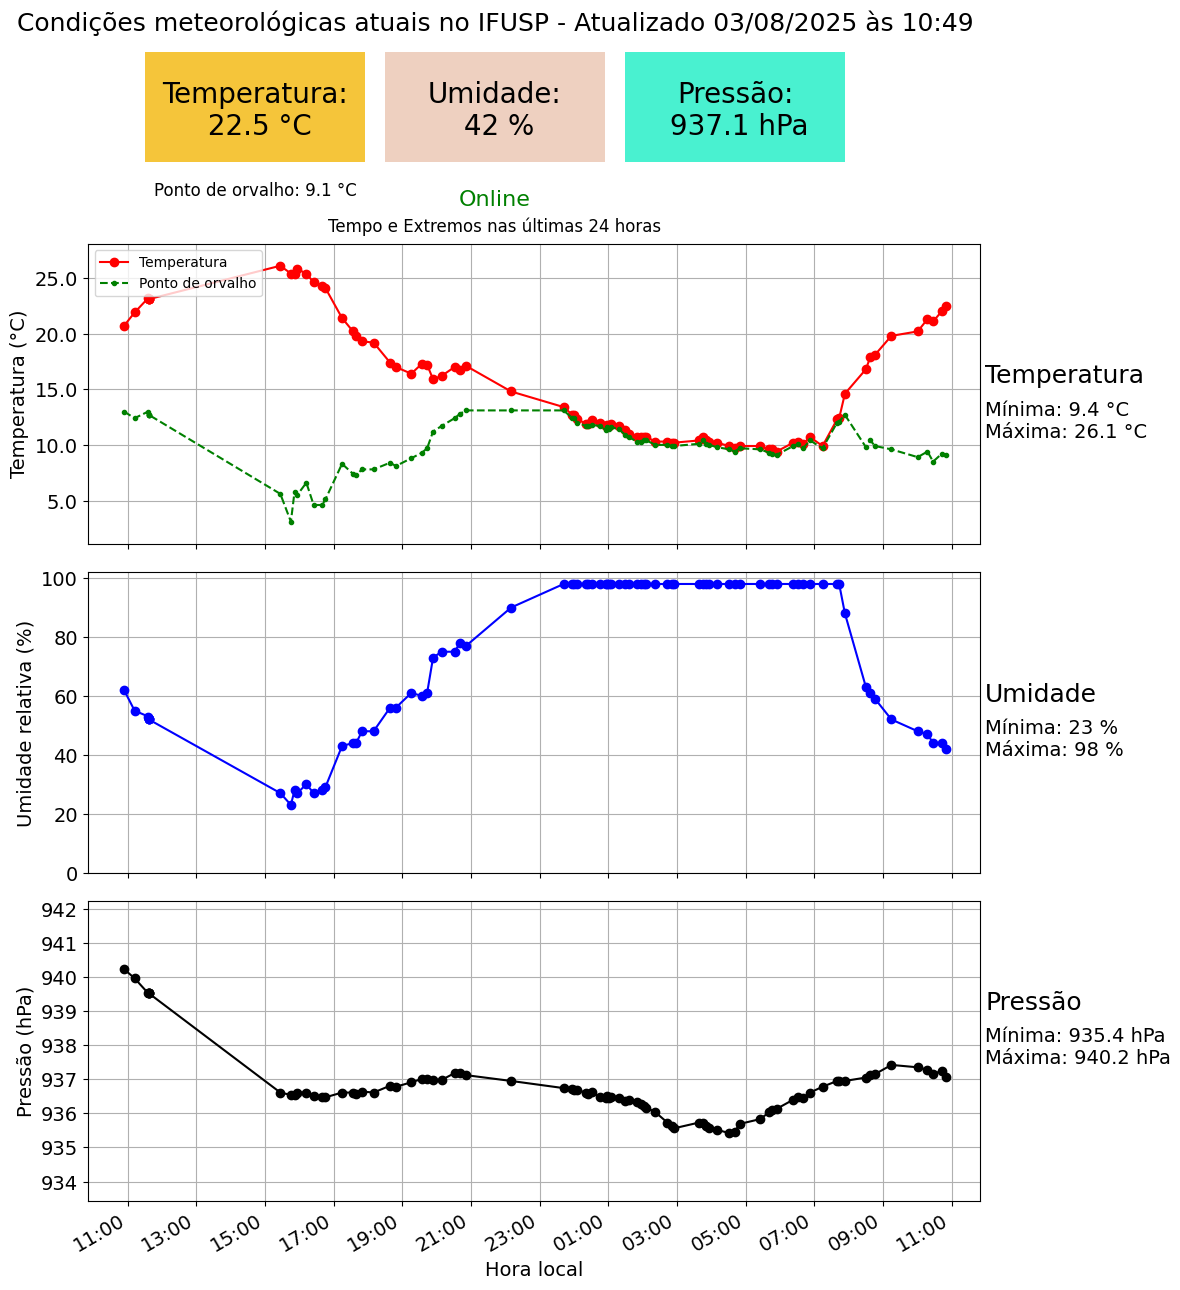 Condições meteorológicas atuais no IFUSP - Atualizado 03/08/2025 às 10:49
Temperatura:
22.5 °C
Umidade:
42 %
Pressão:
937.1 hPa
Ponto de orvalho: 9.1 °C
Online
Tempo e Extremos nas últimas 24 horas
Temperatura
Ponto de orvalho
Temperatura (°C)
25.0
20.0
15.0
10.0
5.0
Temperatura
Mínima: 9.4 °C
Máxima: 26.1 °C
Umidade relativa (%)
100
80
60
40
20
0
Umidade
Mínima: 23 %
Máxima: 98 %
Pressão (hPa)
942
941
940
939
938
937
936
935
934
Pressão
Mínima: 935.4 hPa
Máxima: 940.2 hPa
11:00 13:00 15:00 17:00 19:00 21:00 23:00 01:00 03:00 05:00 07:00 09:00 11:00
Hora local